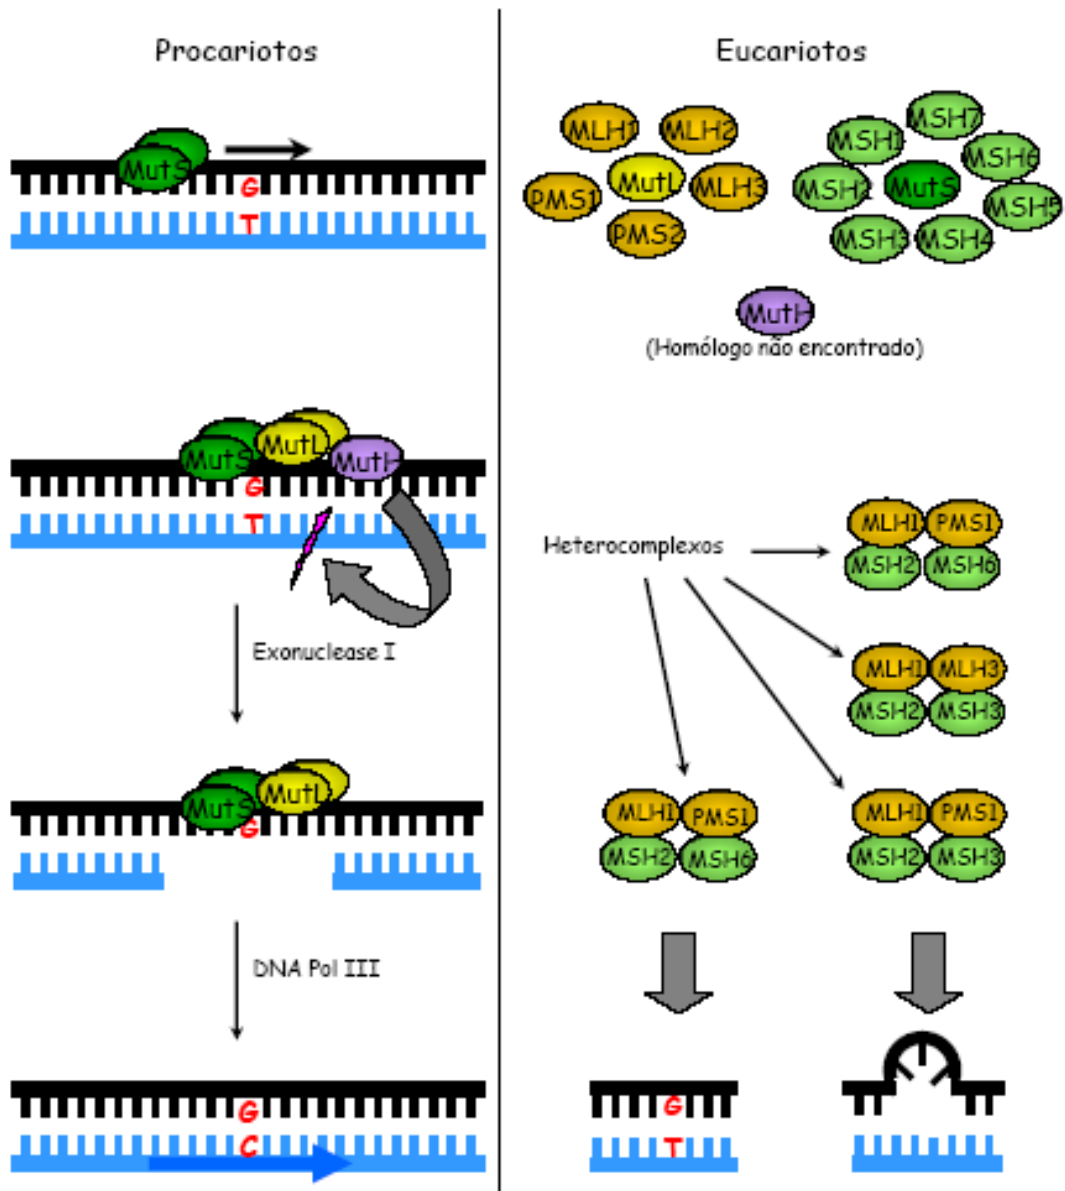 Procariotos
MutS
G
T
MutS
MutL
MutH
G
T
Exonuclease I
MutS
MutL
G
DNA Pol III
G
C
Eucariotos
MLH1
MLH2
MutL
MLH3
PMS1
PMS2
MSH7
MSH1
MSH6
MSH2
MutS
MSH5
MSH3
MSH4
MutH
(Homólogo não encontrado)
Heterocomplexos
MLH1 PMS1
MSH2 MSH6
MLH1 MLH3
MSH2 MSH3
MLH1 PMS1
MSH2 MSH6
MLH1 PMS1
MSH2 MSH3
G
T